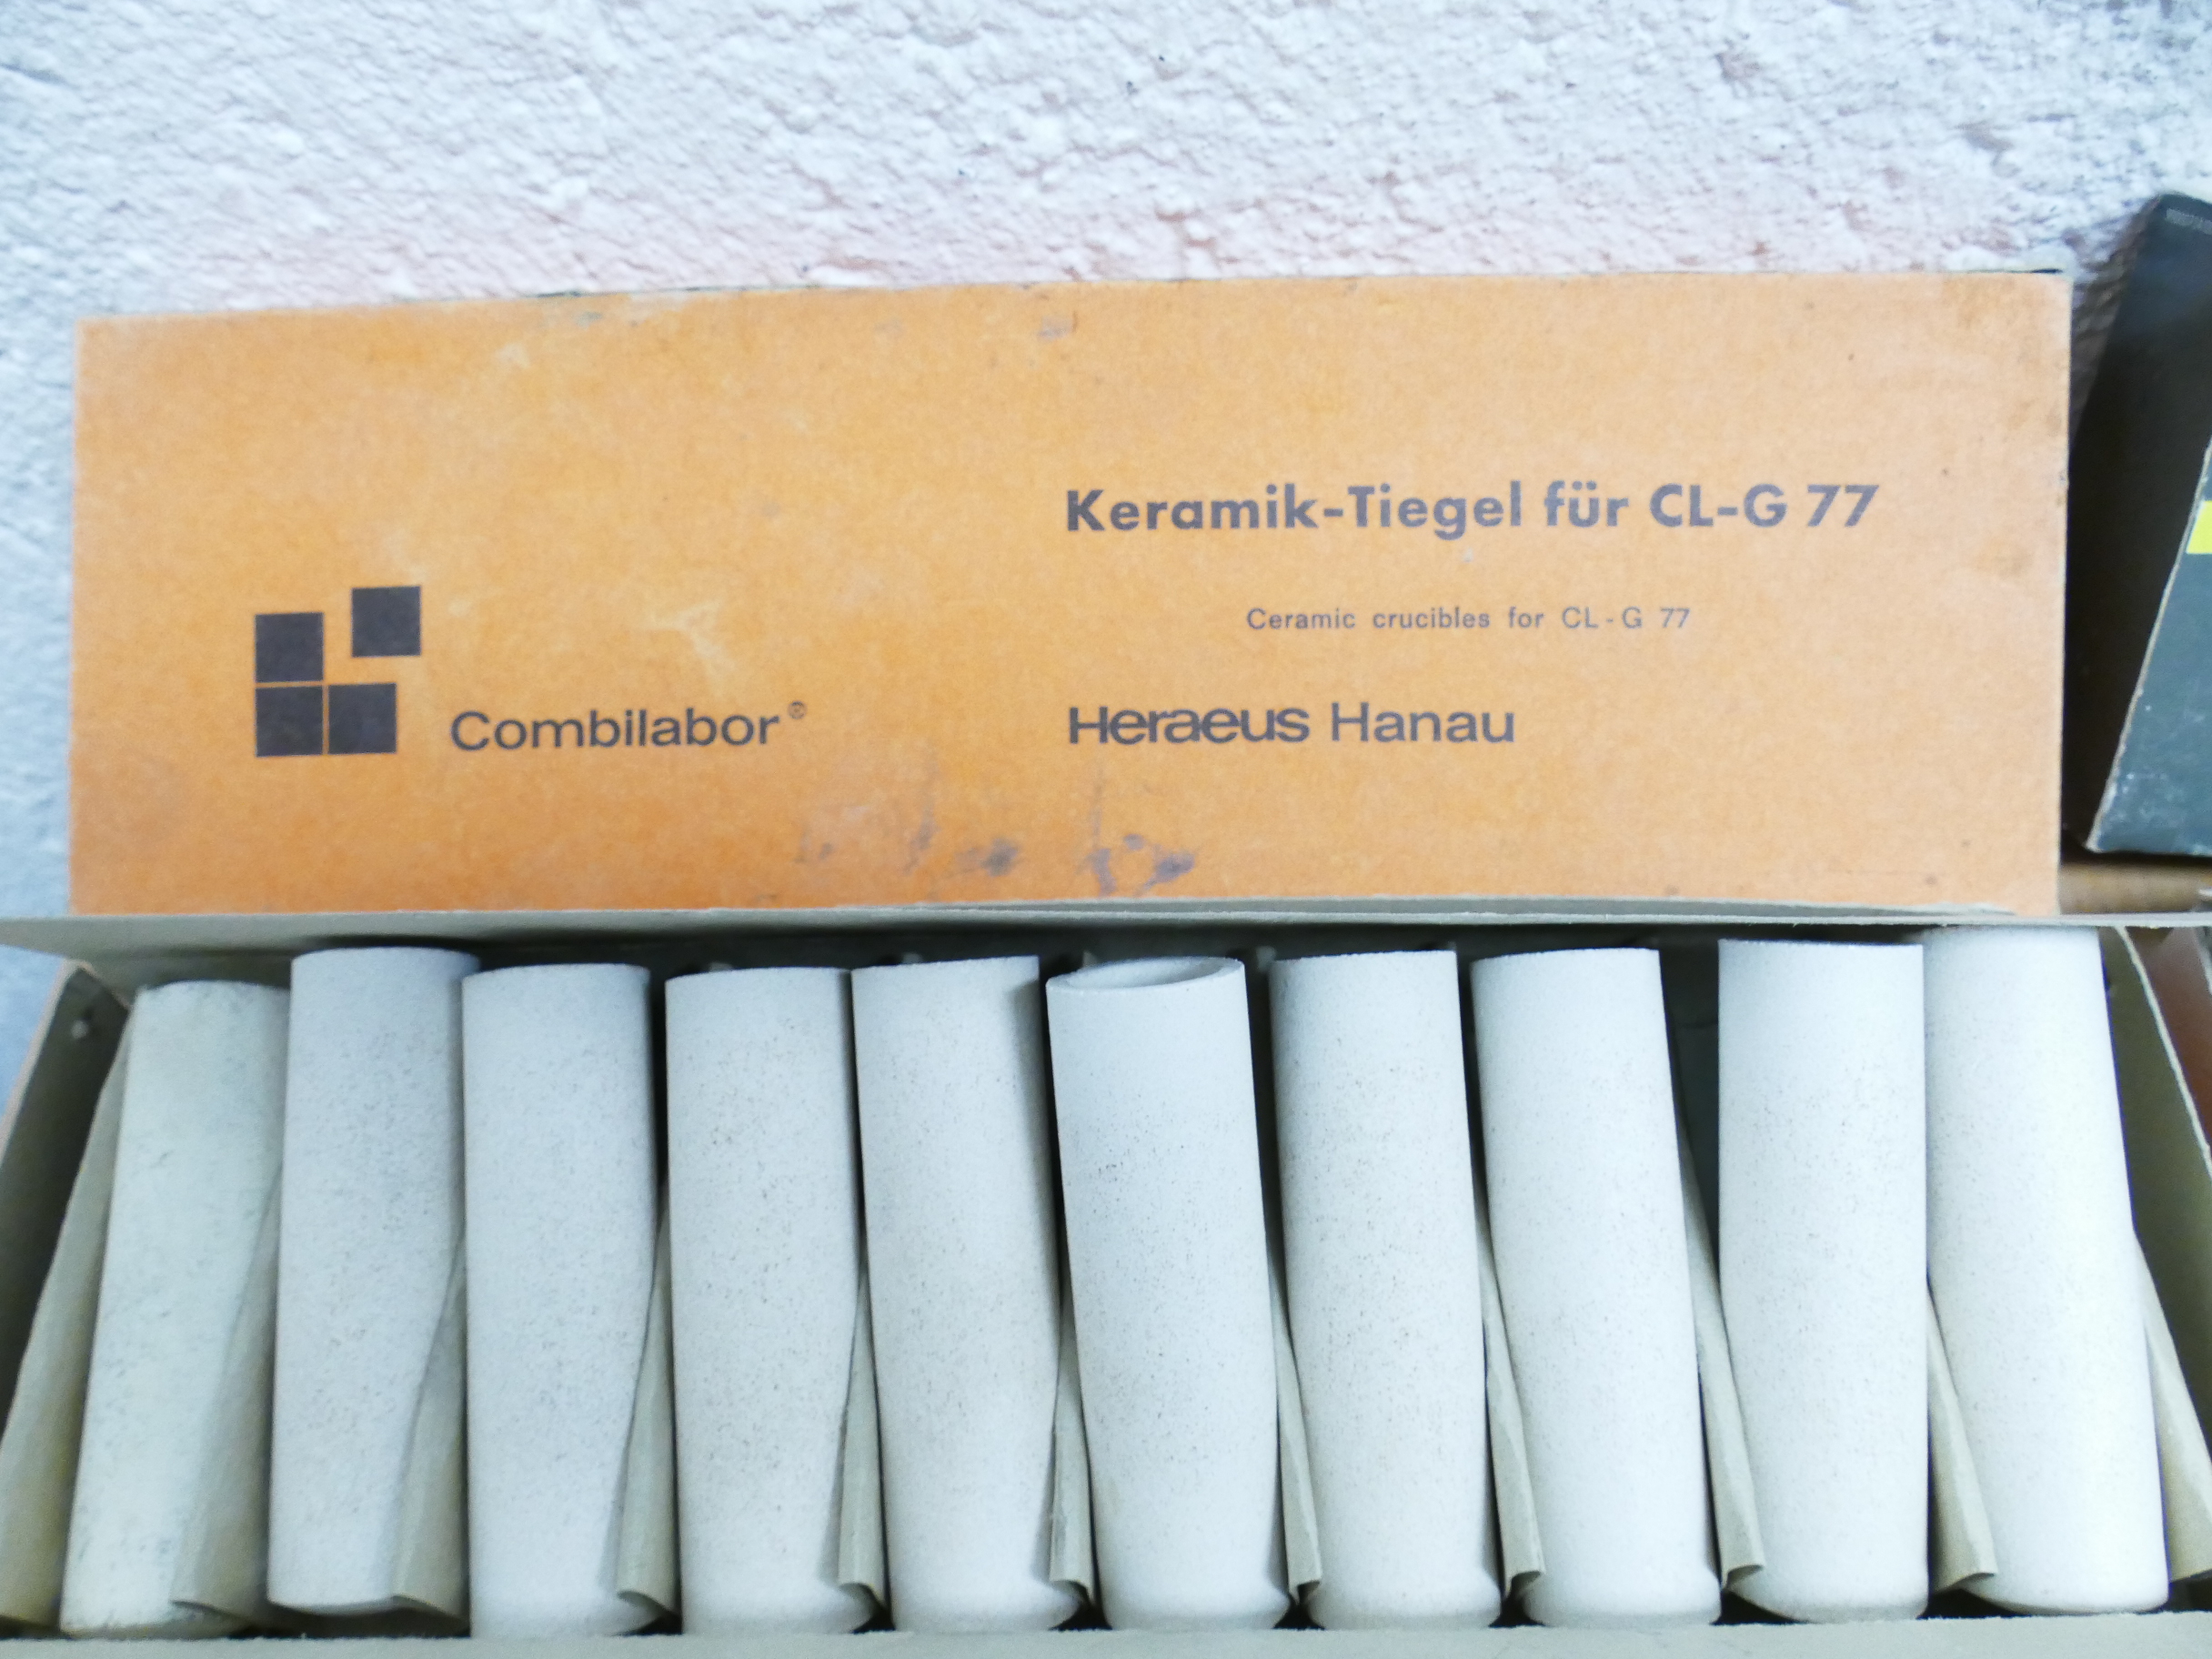 Keramik-Tiegel für CL-G 77
Ceramic crucibles for CL-G 77
Combilabor®
Heraeus Hanau